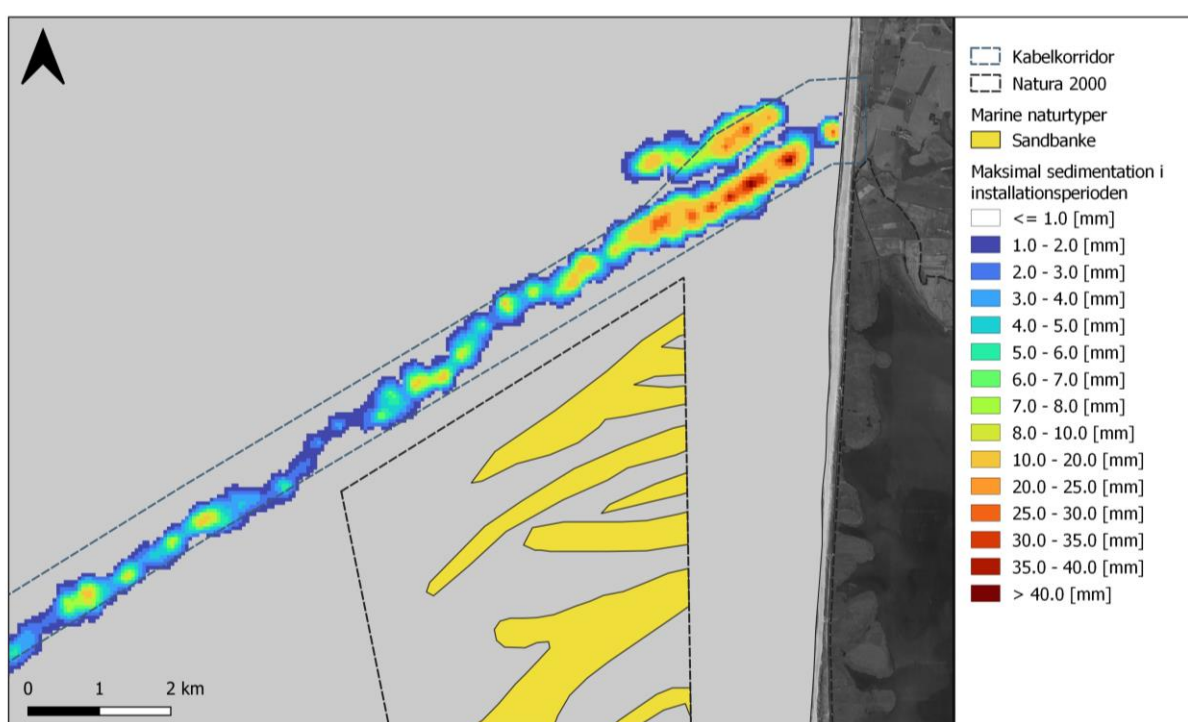 Kabelkorridor
Natura 2000
Marine naturtyper
Sandbanke
Maksimal sedimentation i
installationsperioden
<= 1.0 [mm]
1.0 - 2.0 [mm]
2.0 - 3.0 [mm]
3.0 - 4.0 [mm]
4.0 - 5.0 [mm]
5.0 - 6.0 [mm]
6.0 - 7.0 [mm]
7.0 - 8.0 [mm]
8.0 - 10.0 [mm]
10.0 - 20.0 [mm]
20.0 - 25.0 [mm]
25.0 - 30.0 [mm]
30.0 - 35.0 [mm]
35.0 - 40.0 [mm]
> 40.0 [mm]
0 1 2 km